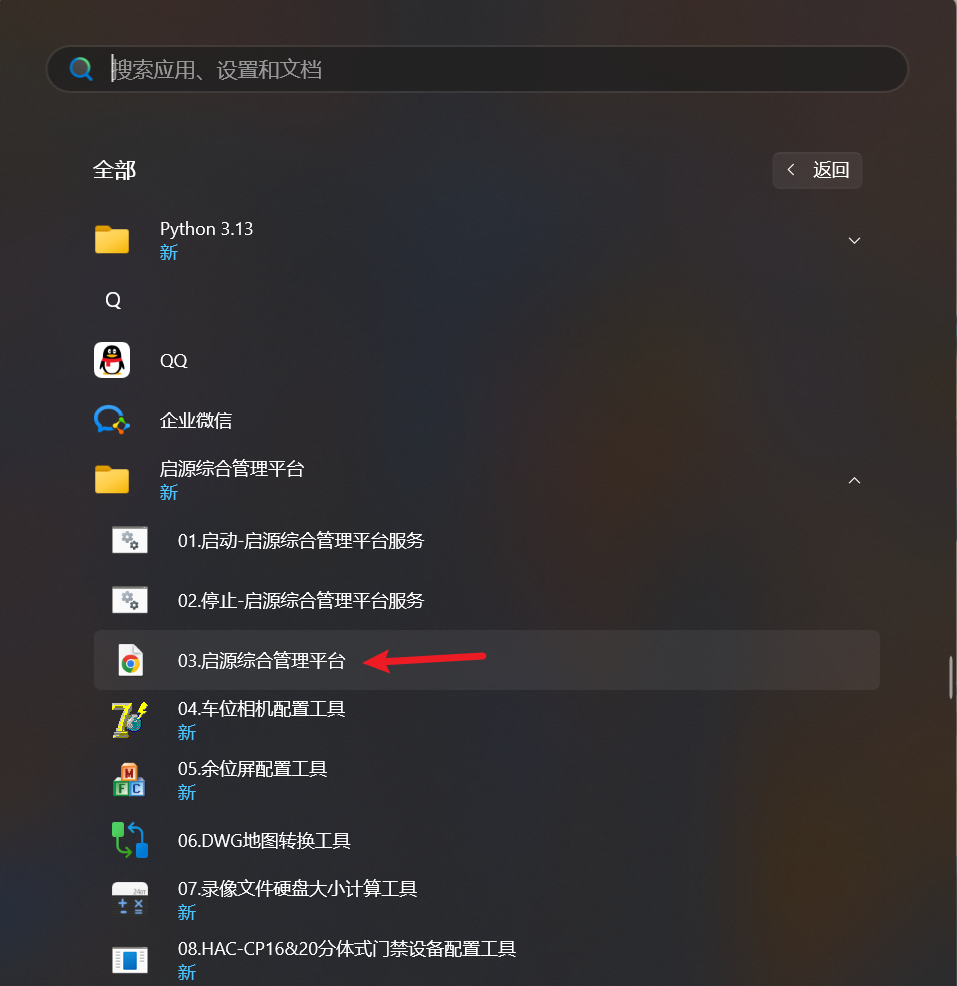 搜索应用、设置和文档
全部
返回
Python 3.13
新
Q
QQ
企业微信
启源综合管理平台
新
01.启动-启源综合管理平台服务
02.停止-启源综合管理平台服务
03.启源综合管理平台
04.车位相机配置工具
新
05.余位屏配置工具
新
06.DWG地图转换工具
07.录像文件硬盘大小计算工具
新
08.HAC-CP16&20分体式门禁设备配置工具
新